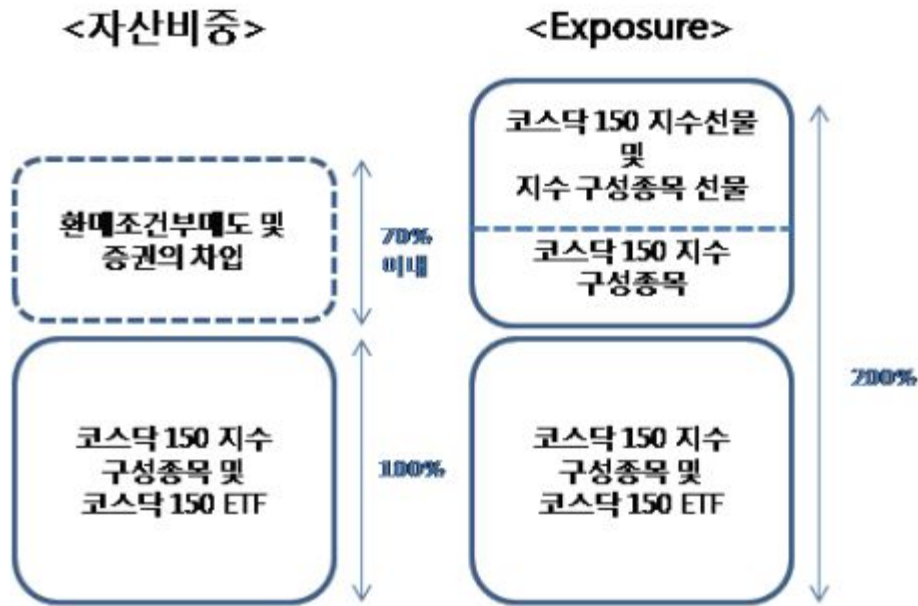 <자산비중>
<Exposure>
환매조건부매도 및
증권의 차입
70%
이내
코스닥 150 지수
구성종목 및
코스닥 150 ETF
100%
코스닥 150 지수선물
및
지수 구성종목 선물
코스닥 150 지수
구성종목
코스닥 150 지수
구성종목 및
코스닥 150 ETF
200%